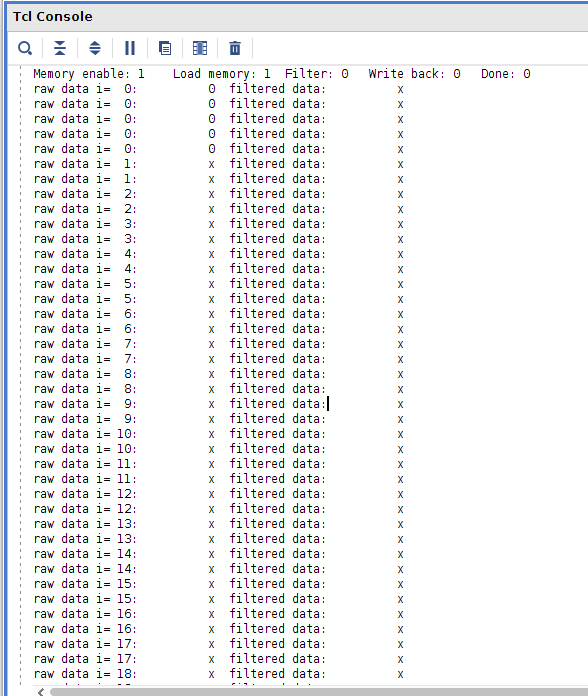 Tcl Console
Memory enable: 1 Load memory: 1 Filter: 0 Write back: 0 Done: 0
raw data i= 0: 0 filtered data: x
raw data i= 0: 0 filtered data: x
raw data i= 0: 0 filtered data: x
raw data i= 0: 0 filtered data: x
raw data i= 0: 0 filtered data: x
raw data i= 1: x filtered data: x
raw data i= 1: x filtered data: x
raw data i= 2: x filtered data: x
raw data i= 2: x filtered data: x
raw data i= 3: x filtered data: x
raw data i= 3: x filtered data: x
raw data i= 4: x filtered data: x
raw data i= 4: x filtered data: x
raw data i= 5: x filtered data: x
raw data i= 5: x filtered data: x
raw data i= 6: x filtered data: x
raw data i= 6: x filtered data: x
raw data i= 7: x filtered data: x
raw data i= 7: x filtered data: x
raw data i= 8: x filtered data: x
raw data i= 8: x filtered data: x
raw data i= 9: x filtered data: x
raw data i= 9: x filtered data: x
raw data i= 10: x filtered data: x
raw data i= 10: x filtered data: x
raw data i= 11: x filtered data: x
raw data i= 11: x filtered data: x
raw data i= 12: x filtered data: x
raw data i= 12: x filtered data: x
raw data i= 13: x filtered data: x
raw data i= 13: x filtered data: x
raw data i= 14: x filtered data: x
raw data i= 14: x filtered data: x
raw data i= 15: x filtered data: x
raw data i= 15: x filtered data: x
raw data i= 16: x filtered data: x
raw data i= 16: x filtered data: x
raw data i= 17: x filtered data: x
raw data i= 17: x filtered data: x
raw data i= 18: x filtered data: x